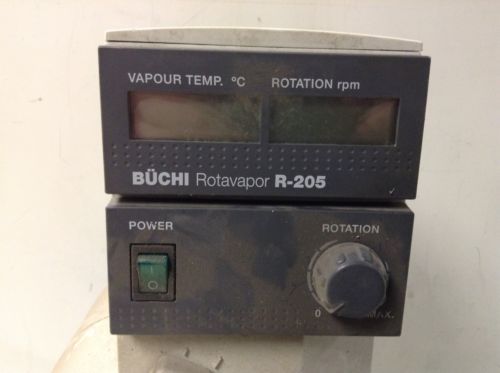 VAPOUR TEMP. °C ROTATION rpm
BÜCHI Rotavapor R-205
POWER ROTATION
I
O
0 MAX.